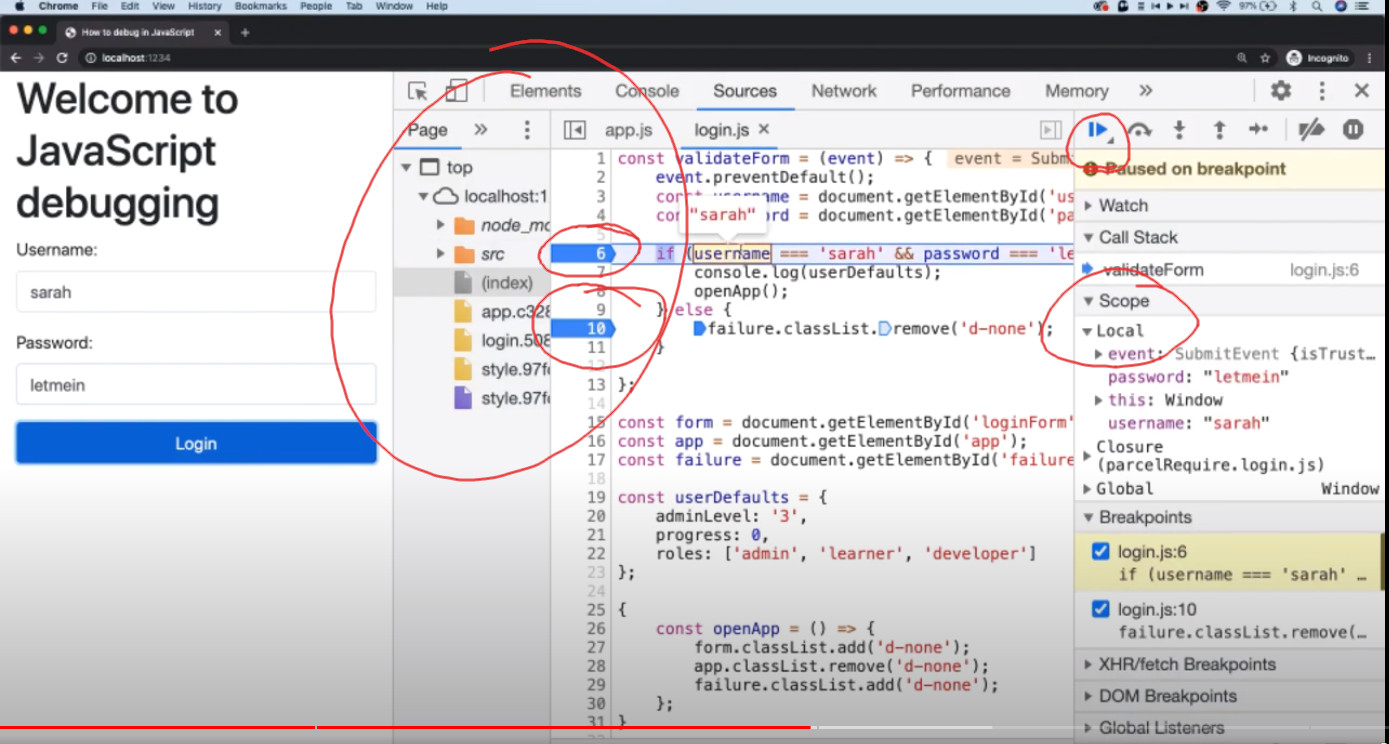 Chrome File Edit View History Bookmarks People Tab Window Help 97%
How to debug in JavaScript
localhost:1234 Incognito
Welcome to
JavaScript
debugging
Username:
sarah
Password:
letmein
Login
Elements Console Sources Network Performance Memory
Page
top
localhost:1
node_mo
src
(index)
app.c328
login.508
style.97fc
style.97fc
app.js login.js
1 const validateForm = (event) => { event = Subm
2 event.preventDefault();
3 const username = document.getElementById('us
4 document.getElementById('pa
"sarah"
5
6 if (username === 'sarah' && password === 'le
7 console.log(userDefaults);
8 openApp();
9 } else {
10 failure.classList.remove('d-none');
11 }
12
13 };
14
15 const form = document.getElementById('loginForm'
16 const app = document.getElementById('app');
17 const failure = document.getElementById('failure
18
19 const userDefaults = {
20 adminLevel: '3',
21 progress: 0,
22 roles: ['admin', 'learner', 'developer']
23 };
24
25 {
26 const openApp = () => {
27 form.classList.add('d-none');
28 app.classList.remove('d-none');
29 failure.classList.add('d-none');
30 };
31 }
Paused on breakpoint
Watch
Call Stack
validateForm login.js:6
Scope
Local
event: SubmitEvent {isTrust…
password: "letmein"
this: Window
username: "sarah"
Closure
(parcelRequire.login.js)
Global Window
Breakpoints
login.js:6
if (username === 'sarah' …
login.js:10
failure.classList.remove(…
XHR/fetch Breakpoints
DOM Breakpoints
Global Listeners